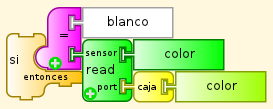 blanco
=
sensor color
si read
entonces port caja color